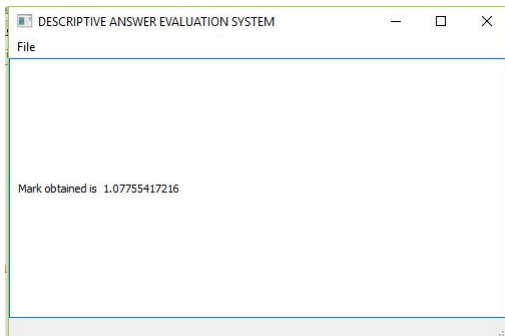 DESCRIPTIVE ANSWER EVALUATION SYSTEM
File
Mark obtained is 1.07755417216